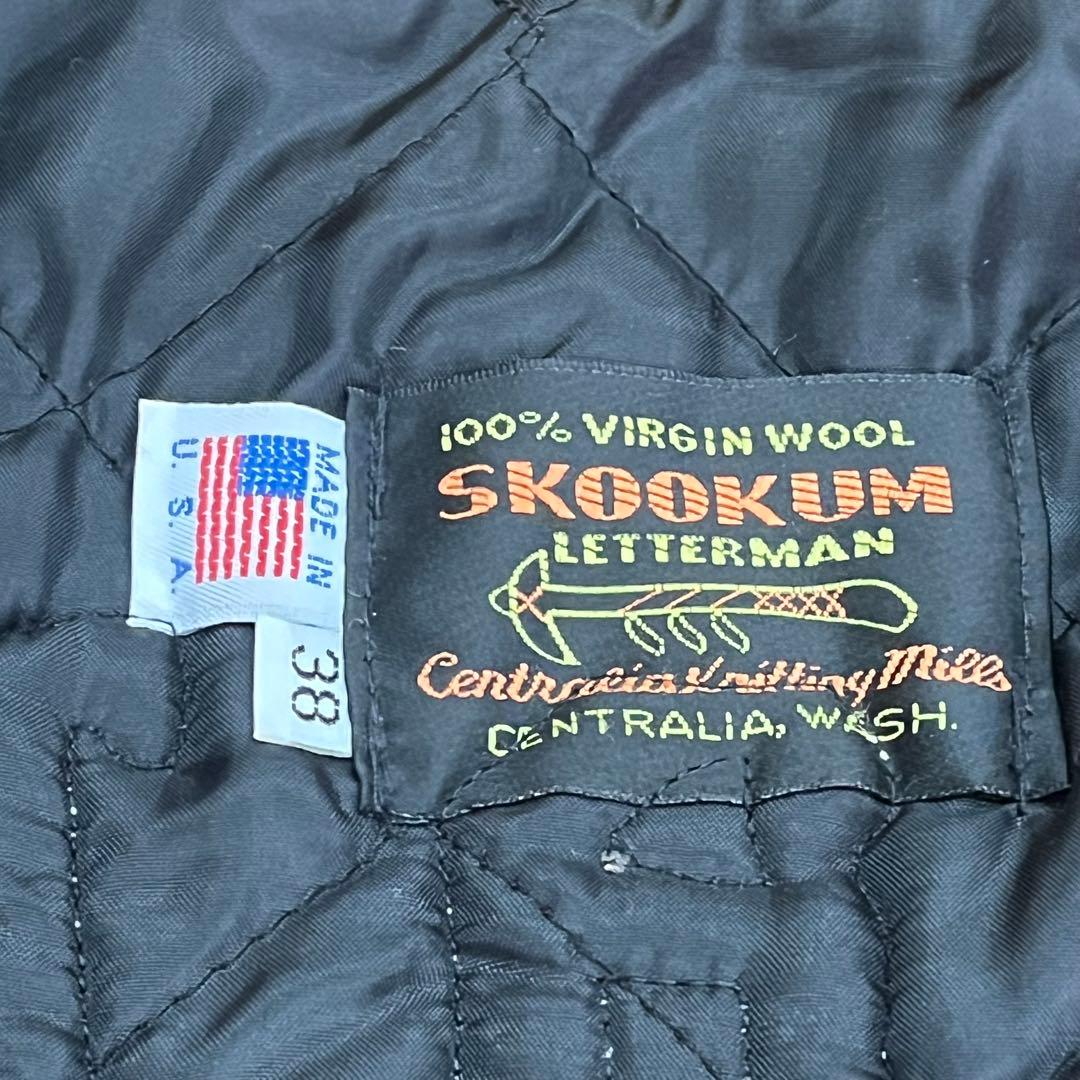 MADE IN
U. S. A.
38
100% VIRGIN WOOL
SKOOKUM
LETTERMAN
Centralia Knitting Mills
CENTRALIA, WASH.